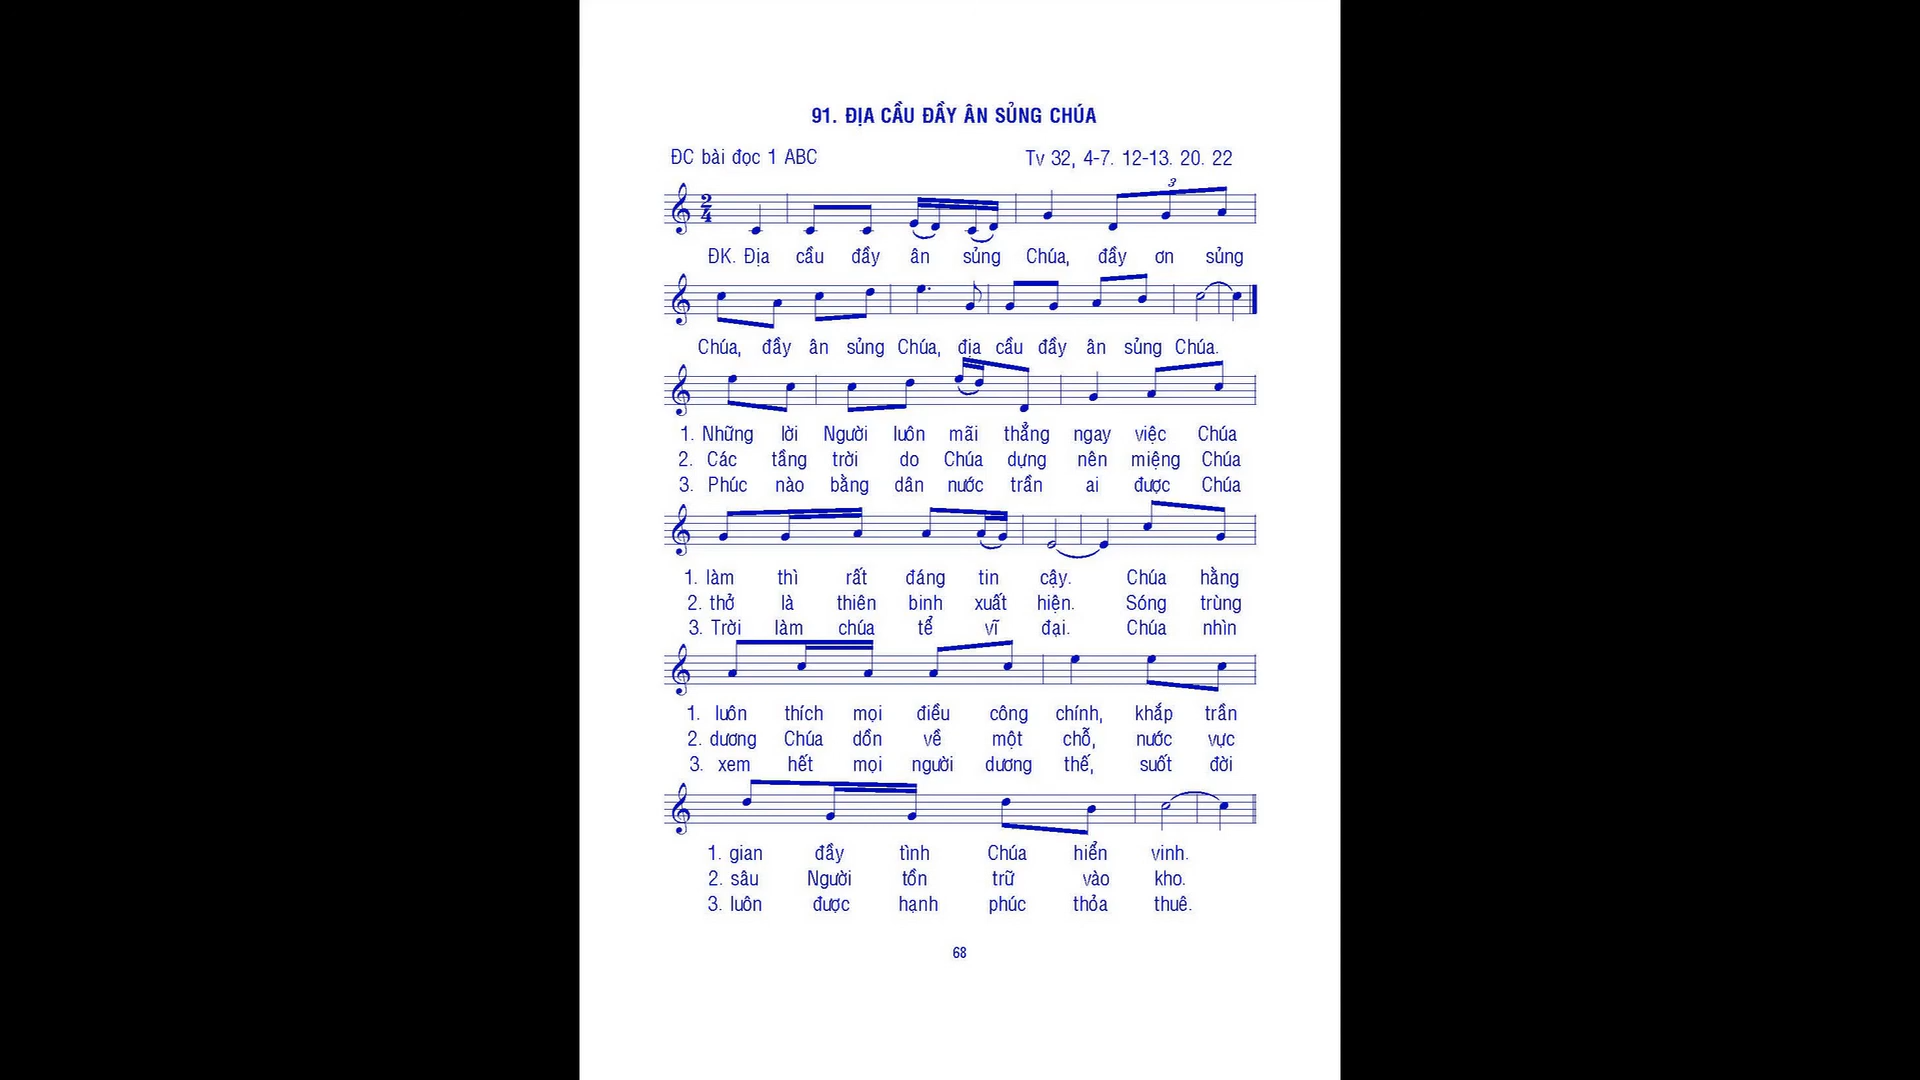 91. ĐỊA CẦU ĐẦY ÂN SỦNG CHÚA
ĐC bài đọc 1 ABC Tv 32, 4-7. 12-13. 20. 22
2
4
3
ĐK. Địa cầu đầy ân sủng Chúa, đầy ơn sủng
Chúa, đầy ân sủng Chúa, địa cầu đầy ân sủng Chúa.
1. Những lời Người luôn mãi thẳng ngay việc Chúa
2. Các tầng trời do Chúa dựng nên miệng Chúa
3. Phúc nào bằng dân nước trần ai được Chúa
1. làm thì rất đáng tin cậy. Chúa hằng
2. thở là thiên binh xuất hiện. Sóng trùng
3. Trời làm chúa tể vĩ đại. Chúa nhìn
1. luôn thích mọi điều công chính, khắp trần
2. dương Chúa dồn về một chỗ, nước vực
3. xem hết mọi người dương thế, suốt đời
1. gian đầy tình Chúa hiển vinh.
2. sâu Người tồn trữ vào kho.
3. luôn được hạnh phúc thỏa thuê.
68